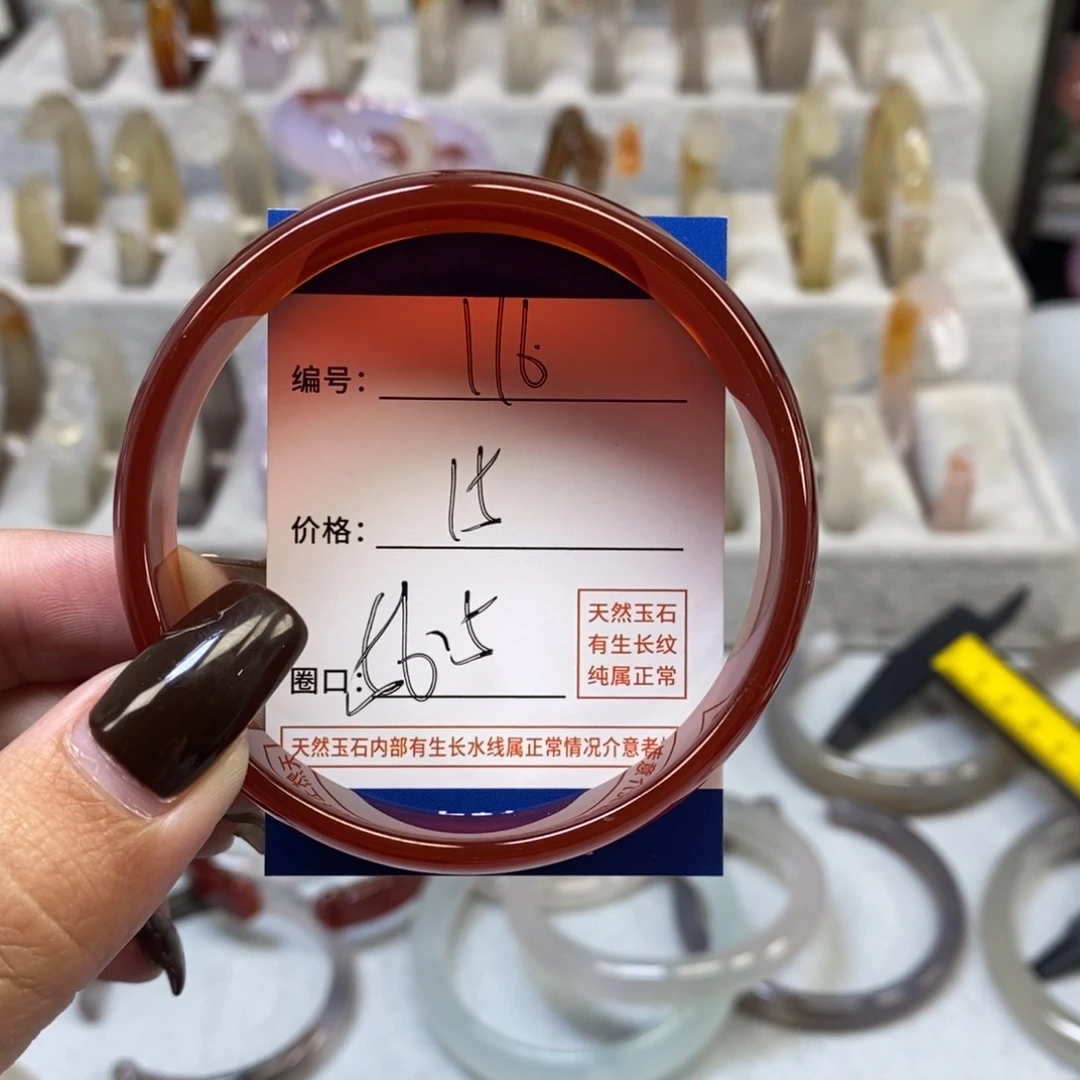 编号： 116
价格： 15
圈口： 56.5
天然玉石
有生长纹
纯属正常
天然玉石内部有生长水线属正常情况介意者